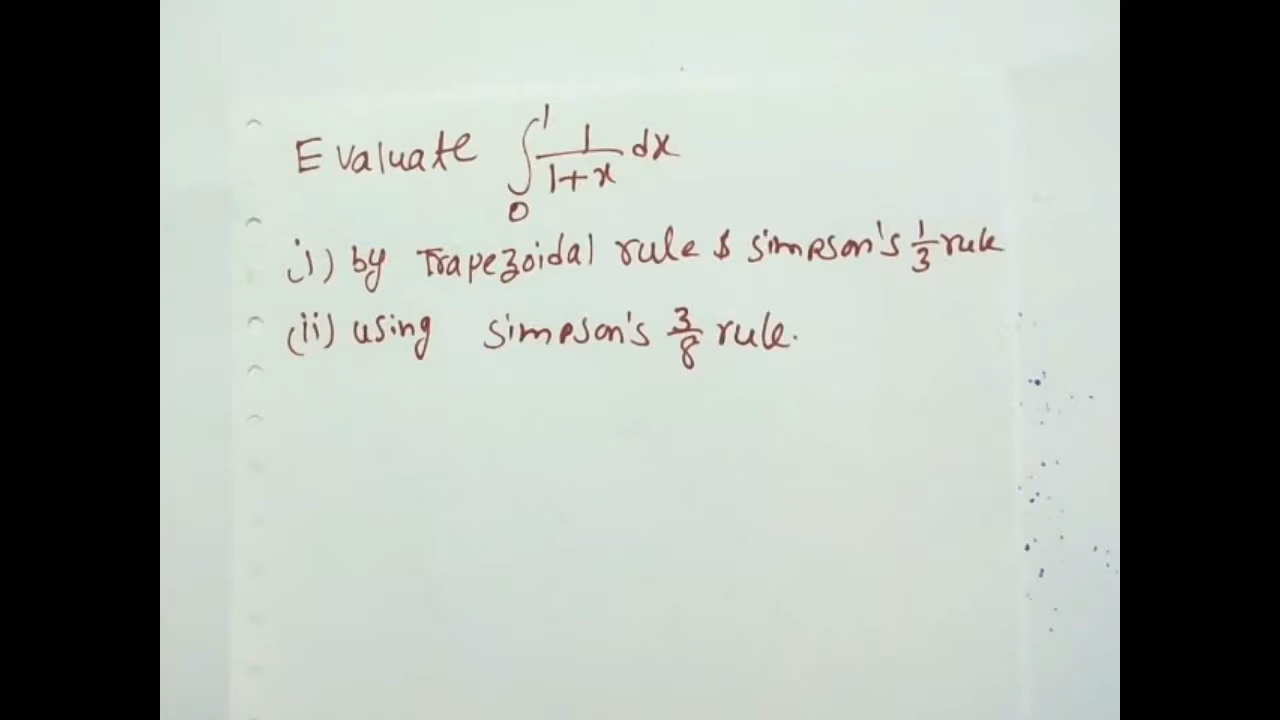 Evaluate ∫₀¹ 1/(1+x) dx
i) by Trapezoidal rule & simpson's 1/3 rule
(ii) using simpson's 3/8 rule.